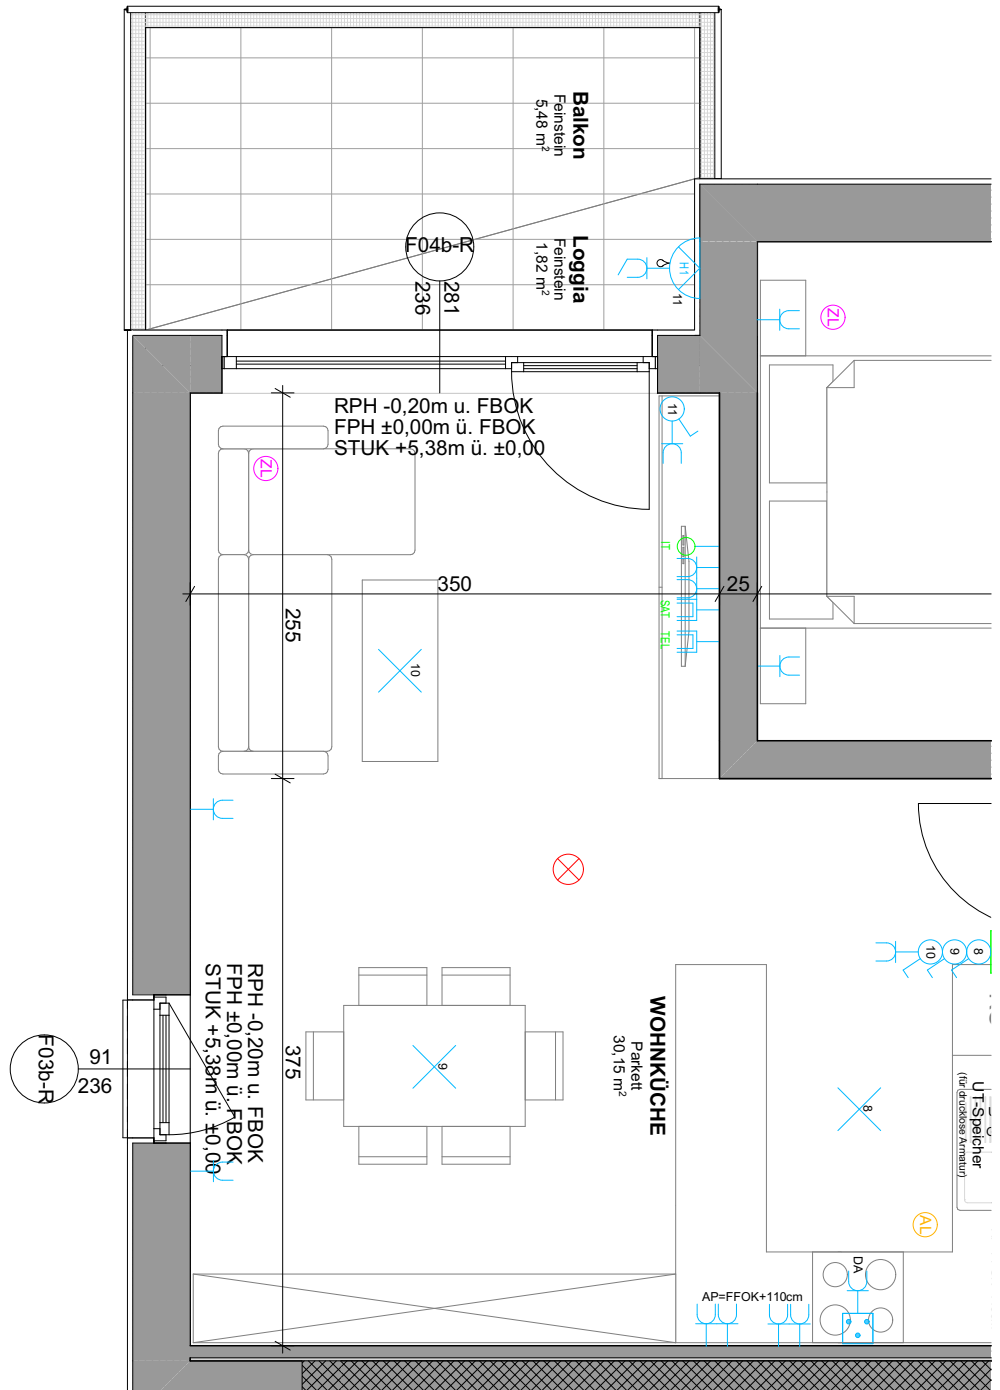 Balkon
Feinstein
5,48 m²
Loggia
Feinstein
1,82 m²
F04b-R
281
236
H1
11
ZL
RPH -0,20m u. FBOK
FPH ±0,00m ü. FBOK
STUK +5,38m ü. ±0,00
11
ZL
IT
SAT
TEL
350
25
255
10
10
9
8
RPH -0,20m u. FBOK
FPH ±0,00m ü. FBOK
STUK +5,38m ü. ±0,00
F03b-R
91
236
375
9
WOHNKÜCHE
Parkett
30,15 m²
8
UT-Speicher
(für drucklose Armatur)
AL
DA
AP=FFOK+110cm